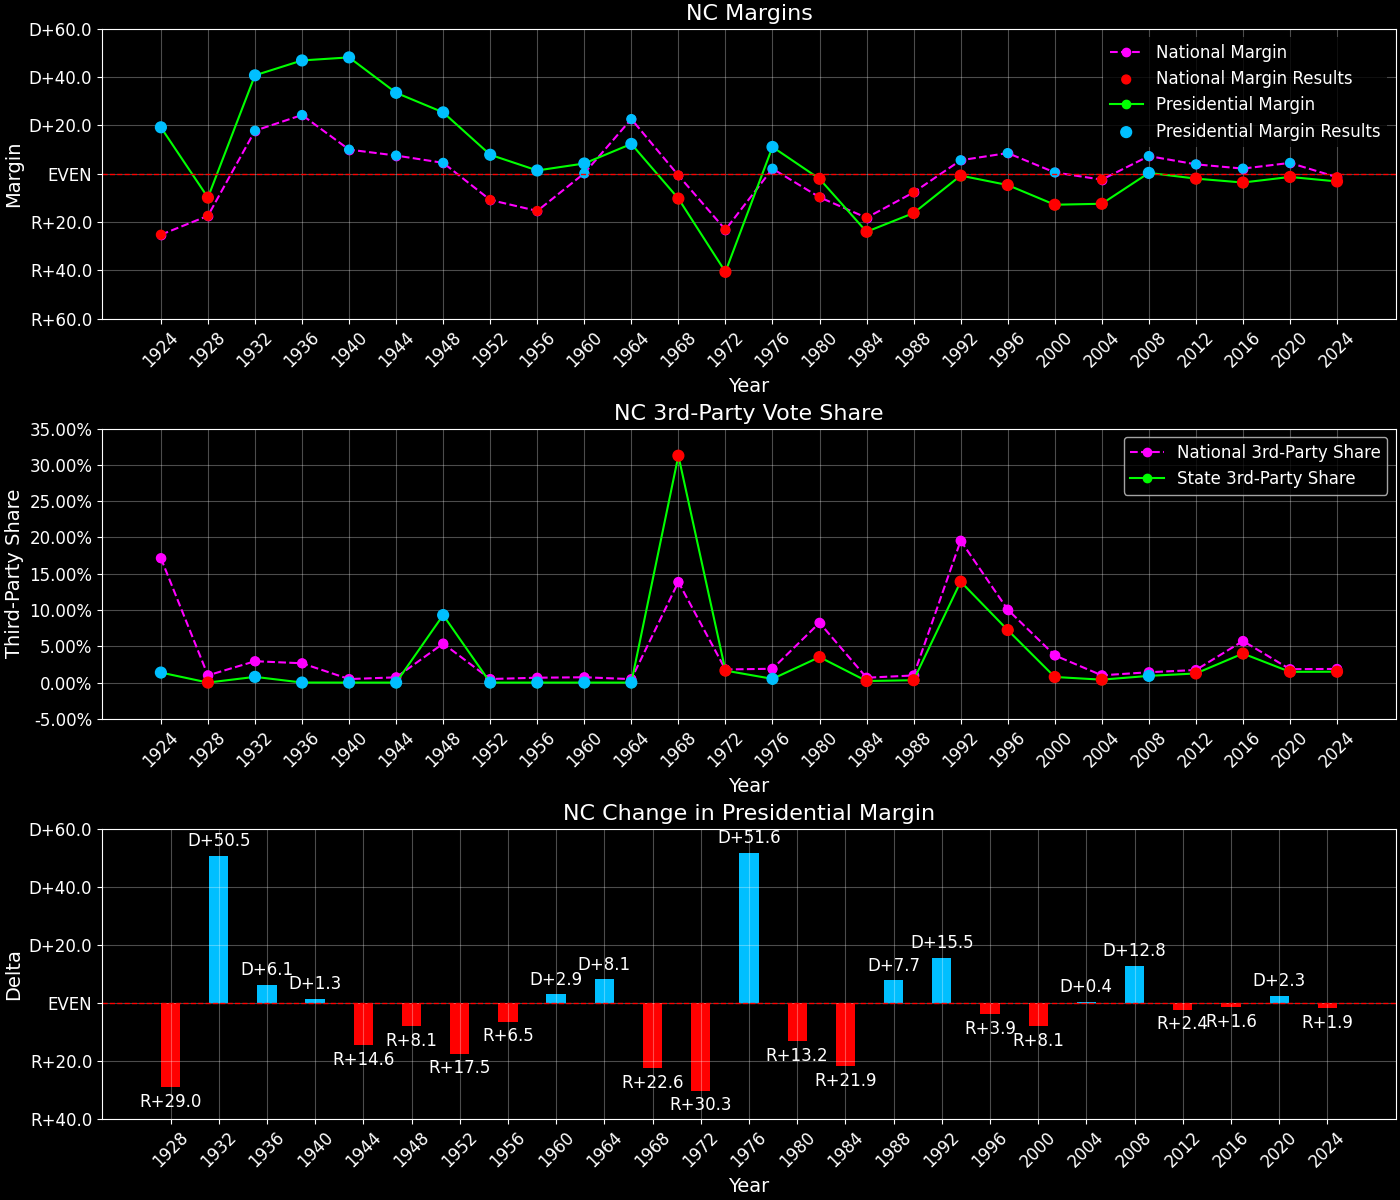 NC Margins
Margin
D+60.0
D+40.0
D+20.0
EVEN
R+20.0
R+40.0
R+60.0
National Margin
National Margin Results
Presidential Margin
Presidential Margin Results
1924 1928 1932 1936 1940 1944 1948 1952 1956 1960 1964 1968 1972 1976 1980 1984 1988 1992 1996 2000 2004 2008 2012 2016 2020 2024
Year
NC 3rd-Party Vote Share
Third-Party Share
35.00%
30.00%
25.00%
20.00%
15.00%
10.00%
5.00%
0.00%
-5.00%
National 3rd-Party Share
State 3rd-Party Share
1924 1928 1932 1936 1940 1944 1948 1952 1956 1960 1964 1968 1972 1976 1980 1984 1988 1992 1996 2000 2004 2008 2012 2016 2020 2024
Year
NC Change in Presidential Margin
Delta
D+60.0
D+40.0
D+20.0
EVEN
R+20.0
R+40.0
R+29.0
D+50.5
D+6.1
D+1.3
R+14.6
R+8.1
R+17.5
R+6.5
D+2.9
D+8.1
R+22.6
R+30.3
D+51.6
R+13.2
R+21.9
D+7.7
D+15.5
R+3.9
R+8.1
D+0.4
D+12.8
R+2.4
R+1.6
D+2.3
R+1.9
1928 1932 1936 1940 1944 1948 1952 1956 1960 1964 1968 1972 1976 1980 1984 1988 1992 1996 2000 2004 2008 2012 2016 2020 2024
Year